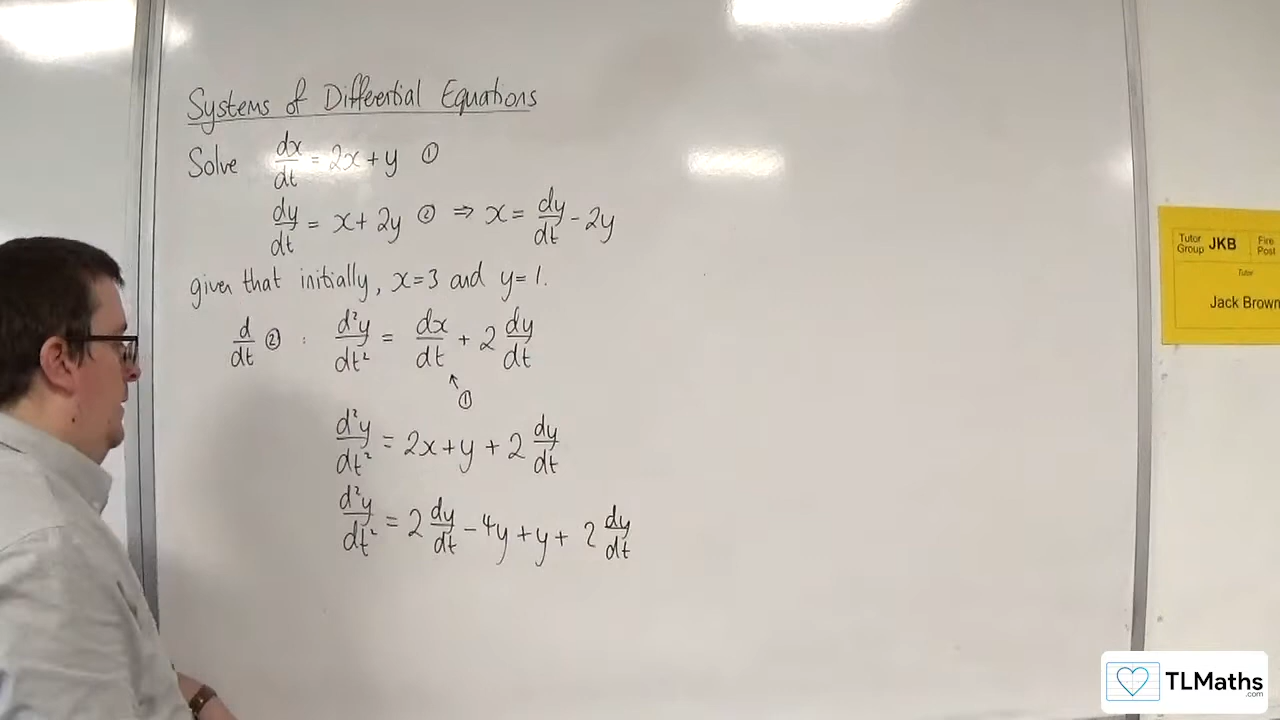 Systems of Differential Equations
Solve dx/dt = 2x + y ①
dy/dt = x + 2y ② ⇒ x = dy/dt - 2y
given that initially, x=3 and y=1.
d/dt ② : d²y/dt² = dx/dt + 2 dy/dt
↖ ①
d²y/dt² = 2x + y + 2 dy/dt
d²y/dt² = 2 dy/dt - 4y + y + 2 dy/dt
Tutor Group JKB Fire Post
Tutor
Jack Brown
TLMaths
.com